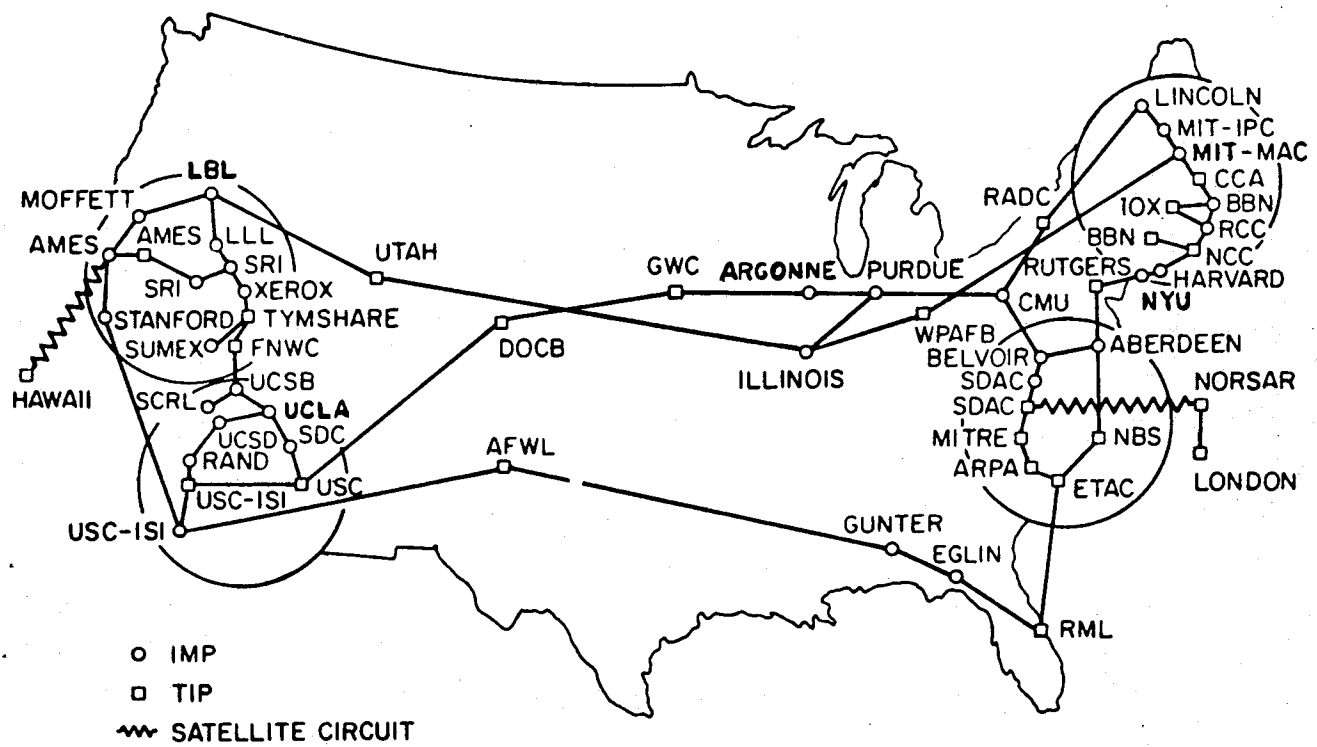 LINCOLN
MIT-IPC
MIT-MAC
LBL
CCA
MOFFETT
RADC
10X
BBN
RCC
AMES
AMES
LLL
BBN
NCC
UTAH
SRI
GWC
ARGONNE
PURDUE
RUTGERS
HARVARD
SRI
XEROX
CMU
NYU
STANFORD
TYMSHARE
WPAFB
SUMEX
FNWC
DOCB
BELVOIR
ABERDEEN
ILLINOIS
SDAC
UCSB
NORSAR
HAWAII
SCRL
UCLA
SDAC
UCSD
SDC
MITRE
NBS
RAND
AFWL
ARPA
USC-ISI
USC
ETAC
LONDON
USC-ISI
GUNTER
EGLIN
RML
IMP
TIP
SATELLITE CIRCUIT